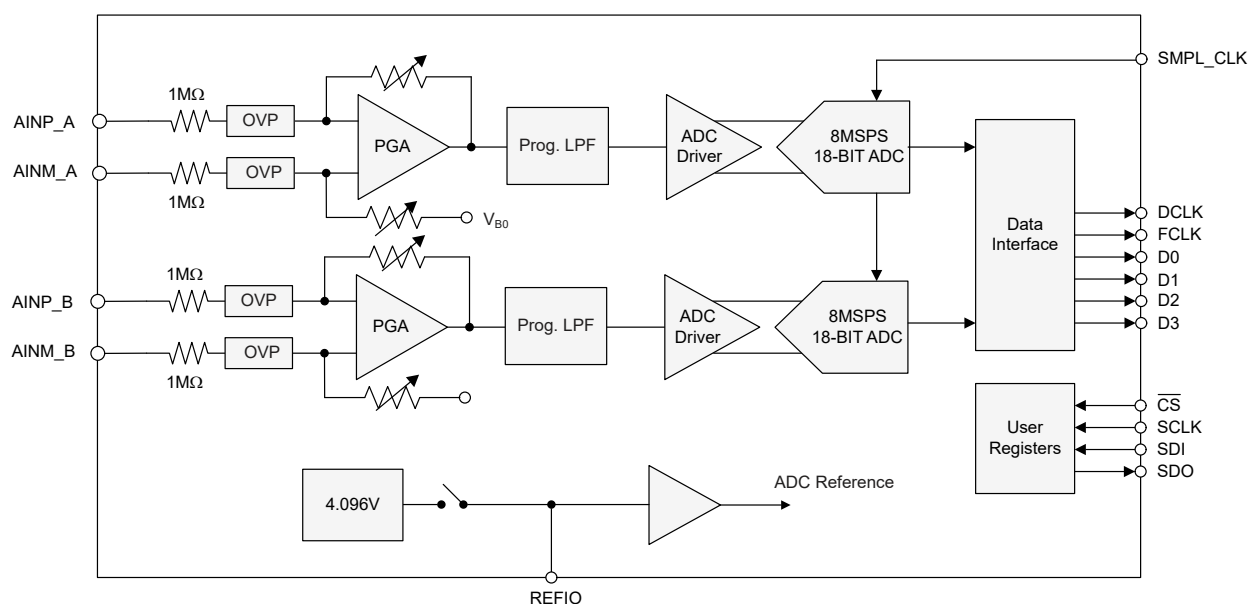 SMPL_CLK
1MΩ
AINP_A
OVP
PGA
Prog. LPF
ADC
Driver
8MSPS
18-BIT ADC
AINM_A
OVP
1MΩ
V_B0
Data
Interface
DCLK
FCLK
D0
D1
D2
D3
1MΩ
AINP_B
OVP
PGA
Prog. LPF
ADC
Driver
8MSPS
18-BIT ADC
AINM_B
OVP
1MΩ
User
Registers
C̅S̅
SCLK
SDI
SDO
4.096V
ADC Reference
REFIO